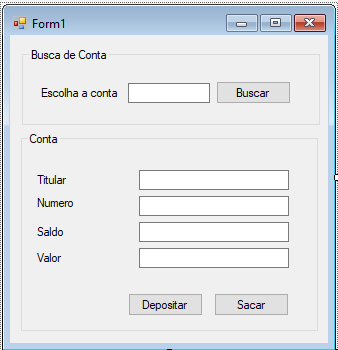 Form1
Busca de Conta
Escolha a conta Buscar
Conta
Titular
Numero
Saldo
Valor
Depositar Sacar